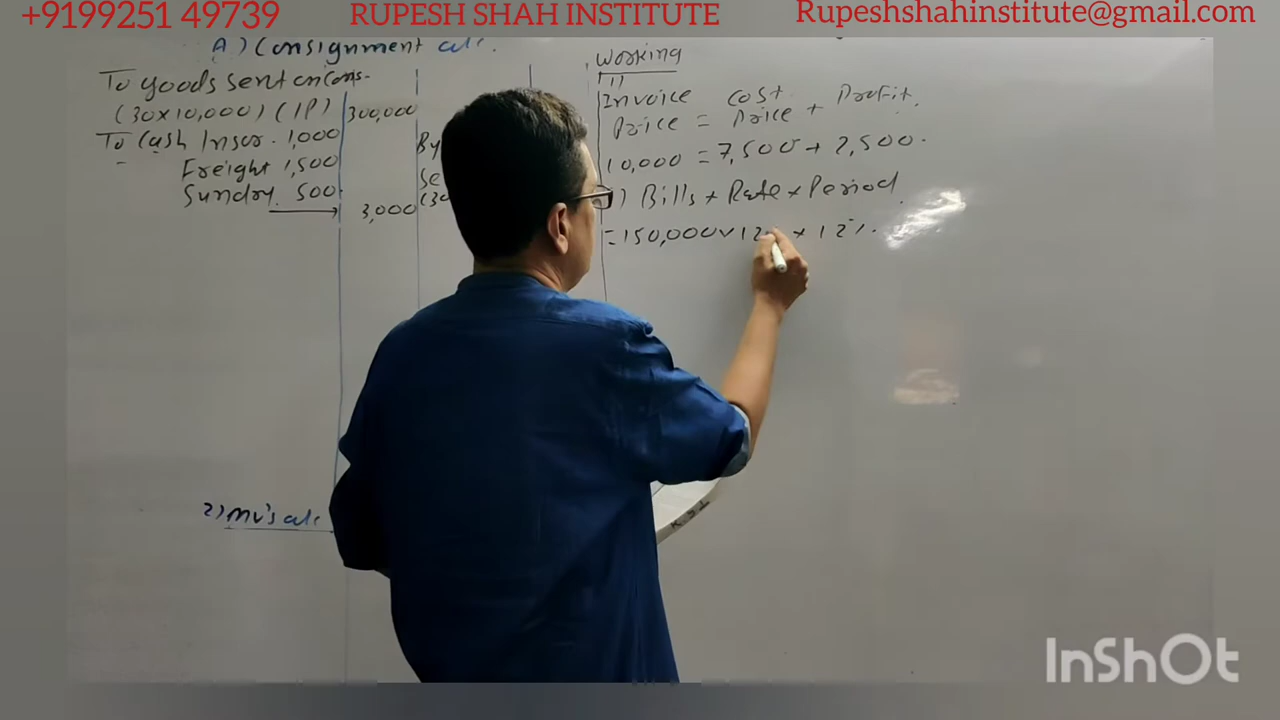 +9199251 49739 RUPESH SHAH INSTITUTE Rupeshshahinstitute@gmail.com
A) Consignment a/c.
To goods sent on Cons-
(30x10,000) (IP) 300,000
To Cash Insur. 1,000
Freight 1,500
Sundry 500
3,000
By
Se
(30
2) MV's a/c
Working
Invoice Cost
Price = Price + Profit.
10,000 = 7,500 + 2,500.
) Bills x Rate x Period
= 150,000 x 12 x 12%.
K
InShOt